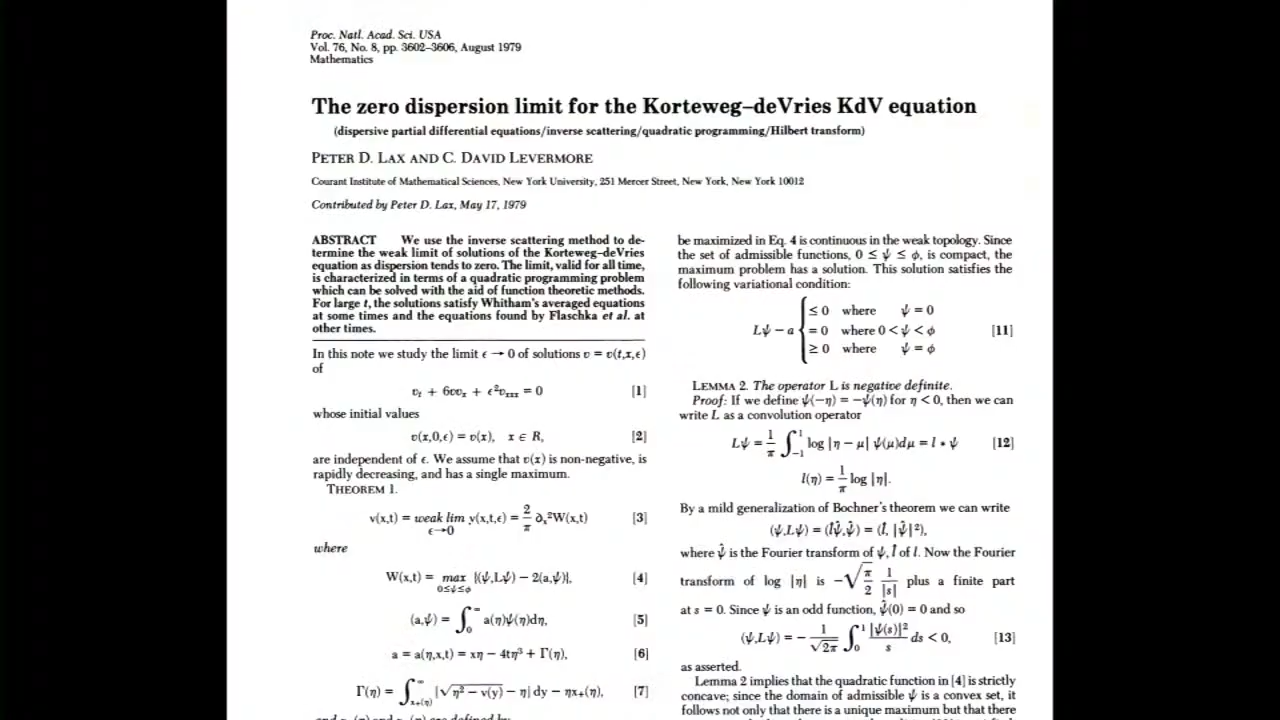 Proc. Natl. Acad. Sci. USA
Vol. 76, No. 8, pp. 3602–3606, August 1979
Mathematics
The zero dispersion limit for the Korteweg–deVries KdV equation
(dispersive partial differential equations/inverse scattering/quadratic programming/Hilbert transform)
PETER D. LAX AND C. DAVID LEVERMORE
Courant Institute of Mathematical Sciences, New York University, 251 Mercer Street, New York, New York 10012
Contributed by Peter D. Lax, May 17, 1979
ABSTRACT We use the inverse scattering method to de-
termine the weak limit of solutions of the Korteweg–deVries
equation as dispersion tends to zero. The limit, valid for all time,
is characterized in terms of a quadratic programming problem
which can be solved with the aid of function theoretic methods.
For large t, the solutions satisfy Whitham's averaged equations
at some times and the equations found by Flaschka et al. at
other times.
In this note we study the limit ϵ → 0 of solutions v = v(t,x,ϵ)
of
v_t + 6vv_x + ϵ²v_xxx = 0 [1]
whose initial values
v(x,0,ϵ) = v(x), x ∈ R, [2]
are independent of ϵ. We assume that v(x) is non-negative, is
rapidly decreasing, and has a single maximum.
THEOREM 1.
v(x,t) = weak lim v(x,t,ϵ) = 2/π ∂_x²W(x,t) [3]
ϵ→0
where
W(x,t) = max {(ψ,Lψ) − 2(a,ψ)}, [4]
0≤ψ≤ϕ
(a,ψ) = ∫_0^∞ a(η)ψ(η)dη, [5]
a = a(η,x,t) = xη − 4tη³ + Γ(η), [6]
Γ(η) = ∫_{x+(η)}^∞ |√(η² − v(y)) − η| dy − ηx+(η), [7]
be maximized in Eq. 4 is continuous in the weak topology. Since
the set of admissible functions, 0 ≤ ψ ≤ ϕ, is compact, the
maximum problem has a solution. This solution satisfies the
following variational condition:
≤ 0 where ψ = 0
Lψ − a { = 0 where 0 < ψ < ϕ [11]
≥ 0 where ψ = ϕ
LEMMA 2. The operator L is negative definite.
Proof: If we define ψ(−η) = −ψ(η) for η < 0, then we can
write L as a convolution operator
Lψ = 1/π ∫_{−1}^1 log |η − μ| ψ(μ)dμ = l * ψ [12]
l(η) = 1/π log |η|.
By a mild generalization of Bochner's theorem we can write
(ψ,Lψ) = (l̂ψ̂,ψ̂) = (l̂, |ψ̂|²),
where ψ̂ is the Fourier transform of ψ, l̂ of l. Now the Fourier
transform of log |η| is −√(π/2) 1/|s| plus a finite part
at s = 0. Since ψ is an odd function, ψ̂(0) = 0 and so
(ψ,Lψ) = − 1/√2π ∫_0^1 |ψ(s)|²/s ds < 0, [13]
as asserted.
Lemma 2 implies that the quadratic function in [4] is strictly
concave; since the domain of admissible ψ is a convex set, it
follows not only that there is a unique maximum but that there